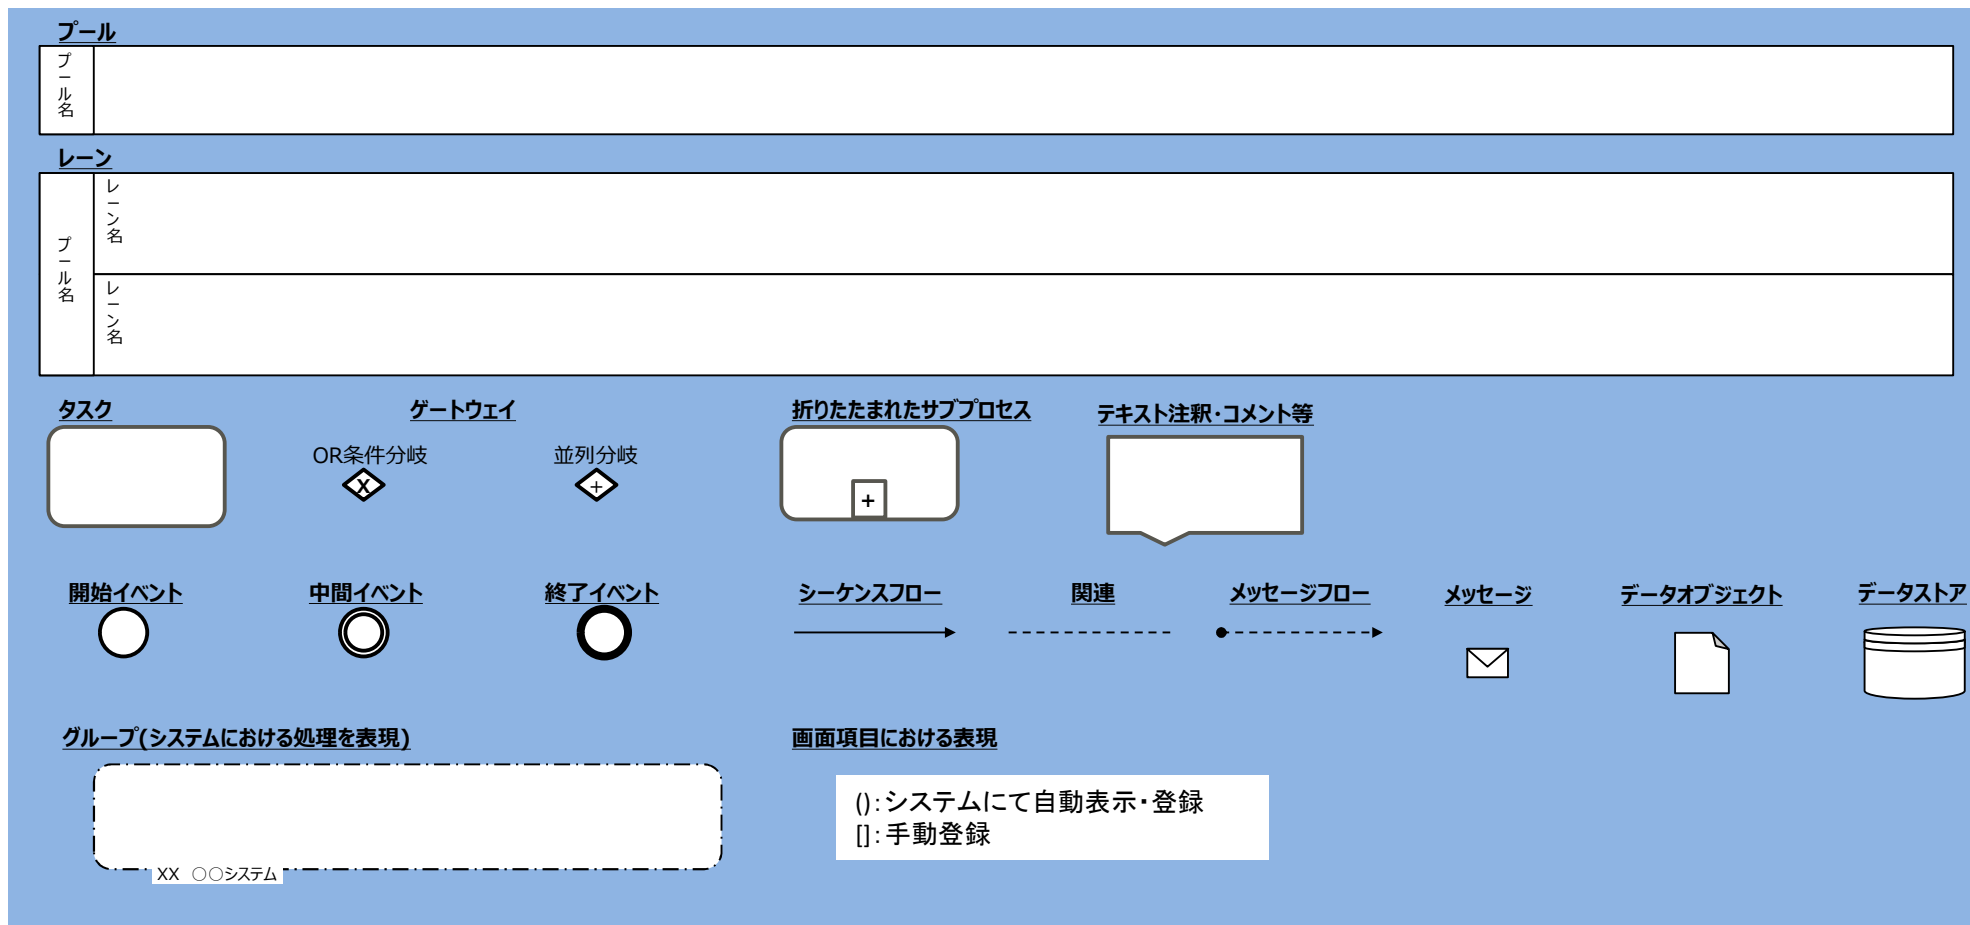 プール
プール名
レーン
プール名
レーン名
レーン名
タスク
ゲートウェイ
折りたたまれたサブプロセス
テキスト注釈・コメント等
OR条件分岐
並列分岐
X
+
+
開始イベント
中間イベント
終了イベント
シーケンスフロー
関連
メッセージフロー
メッセージ
データオブジェクト
データストア
グループ(システムにおける処理を表現)
画面項目における表現
():システムにて自動表示・登録
[]:手動登録
XX　○○システム